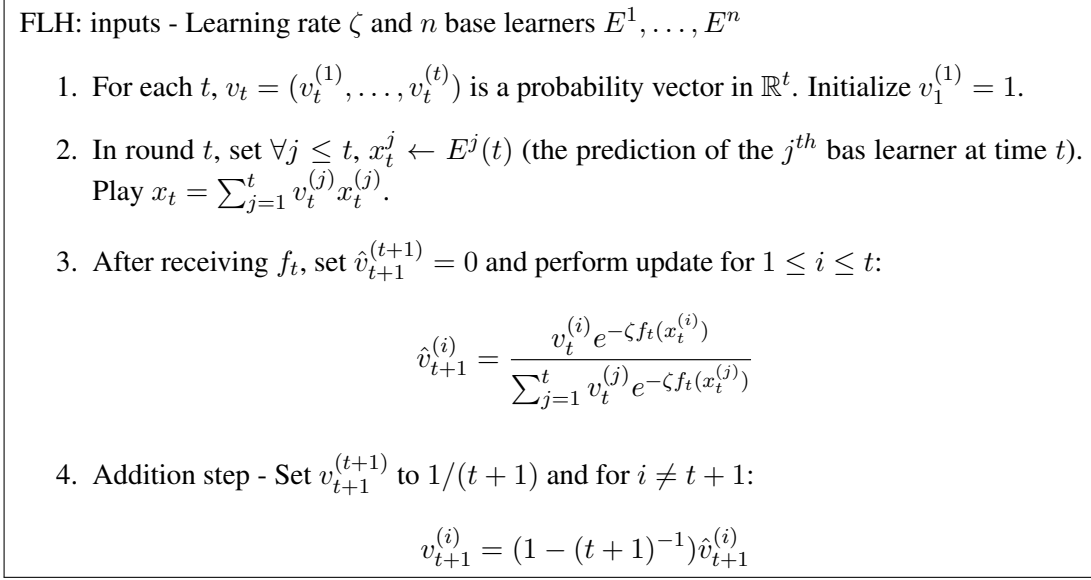 FLH: inputs - Learning rate ζ and n base learners E^1, . . . , E^n
1. For each t, v_t = (v_t^{(1)}, . . . , v_t^{(t)}) is a probability vector in ℝ^t. Initialize v_1^{(1)} = 1.
2. In round t, set ∀j ≤ t, x_t^j ← E^j(t) (the prediction of the j^{th} bas learner at time t).
Play x_t = ∑_{j=1}^t v_t^{(j)} x_t^{(j)}.
3. After receiving f_t, set \hat{v}_{t+1}^{(t+1)} = 0 and perform update for 1 ≤ i ≤ t:
\hat{v}_{t+1}^{(i)} = \frac{v_t^{(i)} e^{-ζ f_t(x_t^{(i)})}}{∑_{j=1}^t v_t^{(j)} e^{-ζ f_t(x_t^{(j)})}}
4. Addition step - Set v_{t+1}^{(t+1)} to 1/(t + 1) and for i ≠ t + 1:
v_{t+1}^{(i)} = (1 − (t + 1)^{−1}) \hat{v}_{t+1}^{(i)}